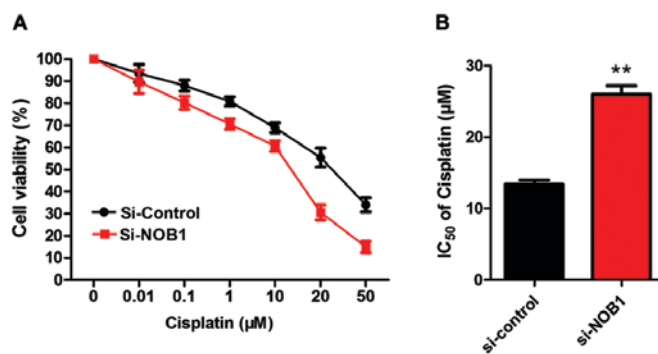 A
Cell viability (%)
100
90
80
70
60
50
40
30
20
10
0
Si-Control
Si-NOB1
0 0.01 0.1 1 10 20 50
Cisplatin (µM)
B
IC50 of Cisplatin (µM)
30
20
10
0
**
si-control
si-NOB1